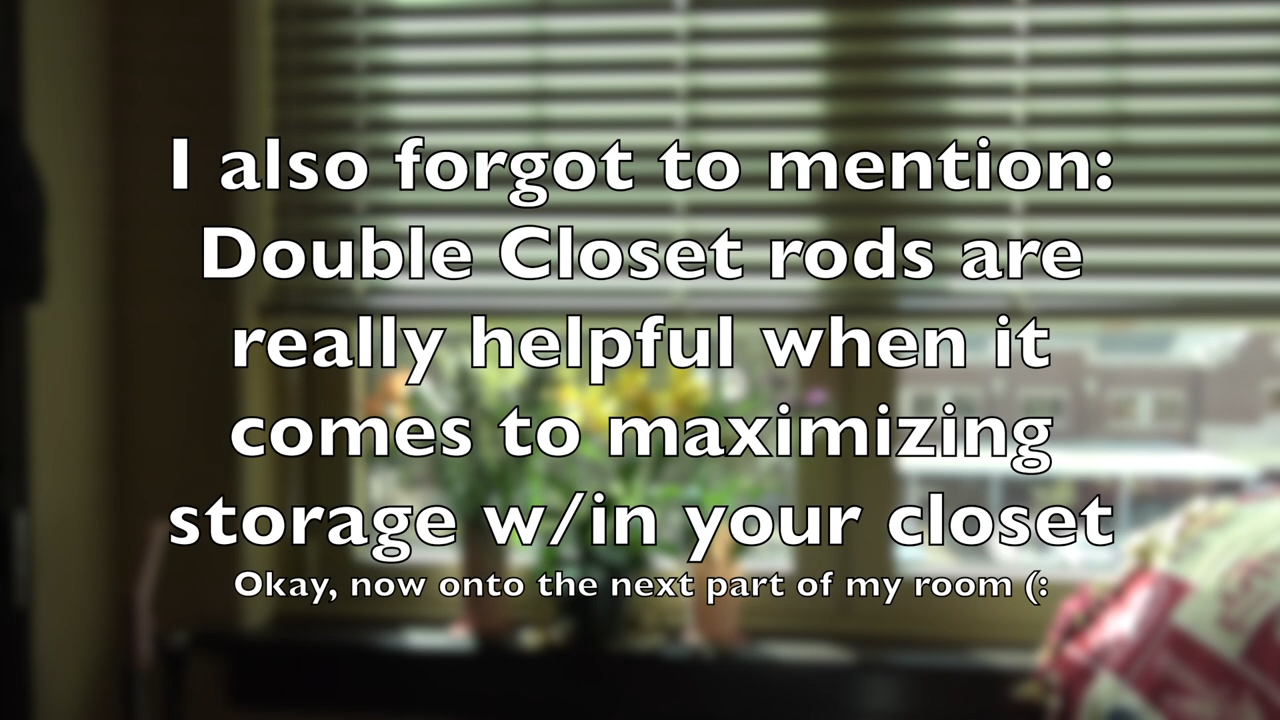 I also forgot to mention:
Double Closet rods are
really helpful when it
comes to maximizing
storage w/in your closet
Okay, now onto the next part of my room (: